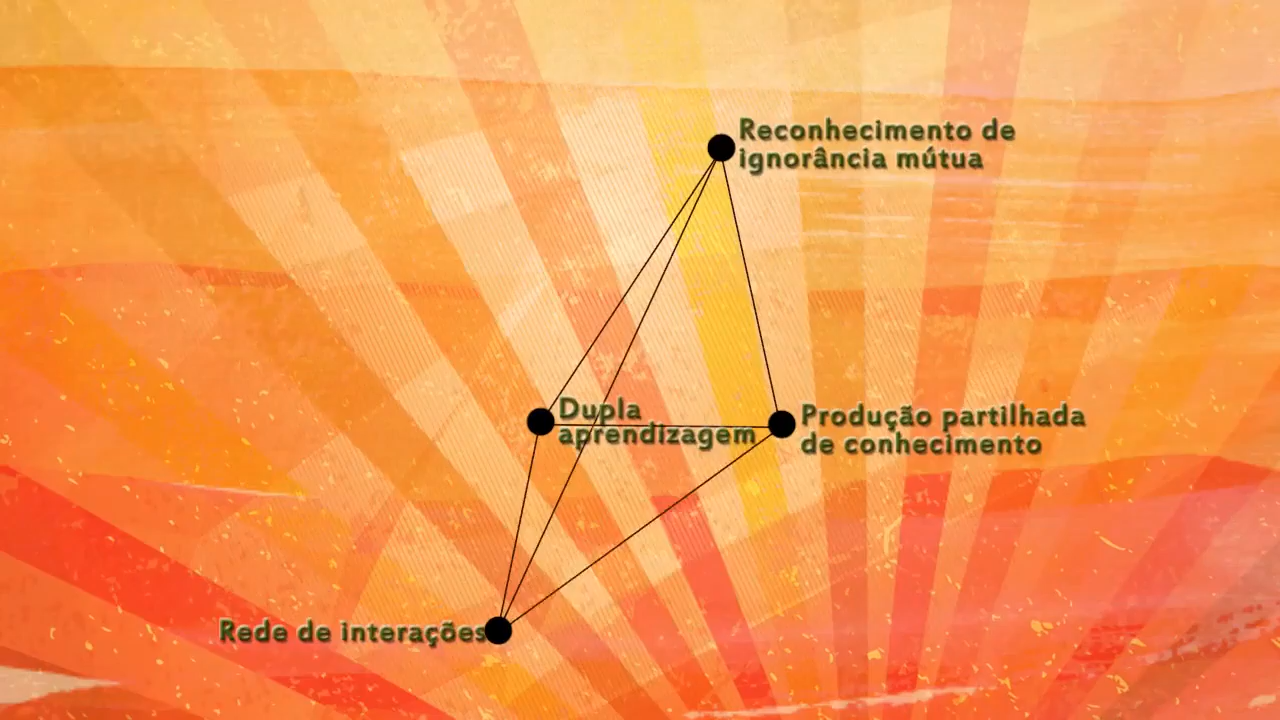 Reconhecimento de
ignorância mútua
Dupla
aprendizagem
Produção partilhada
de conhecimento
Rede de interações